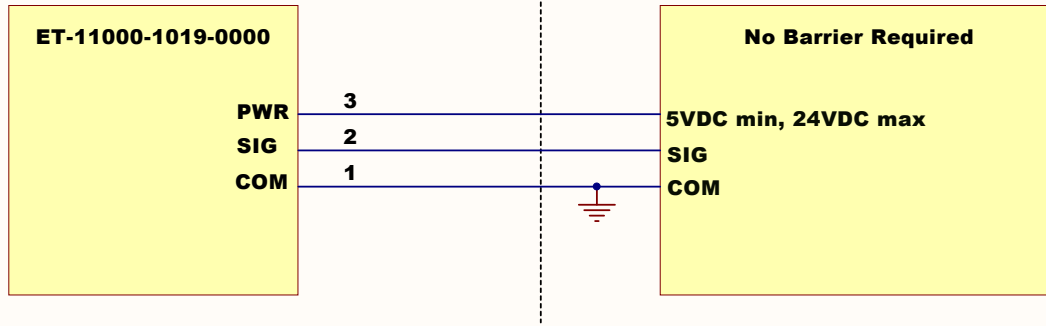 ET-11000-1019-0000
No Barrier Required
PWR
3
5VDC min, 24VDC max
SIG
2
SIG
COM
1
COM